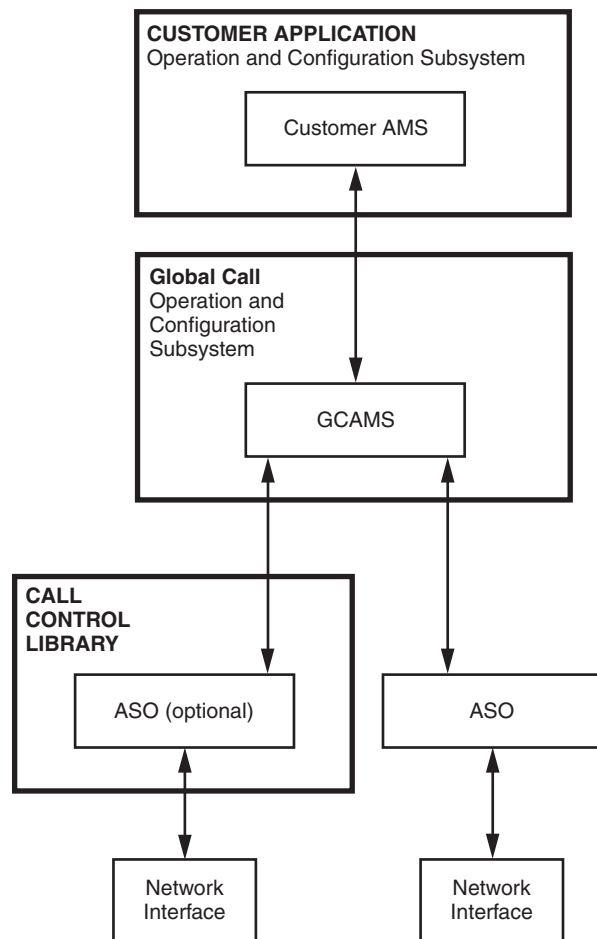 CUSTOMER APPLICATION
Operation and Configuration Subsystem
Customer AMS
Global Call
Operation and
Configuration
Subsystem
GCAMS
CALL
CONTROL
LIBRARY
ASO (optional)
ASO
Network
Interface
Network
Interface